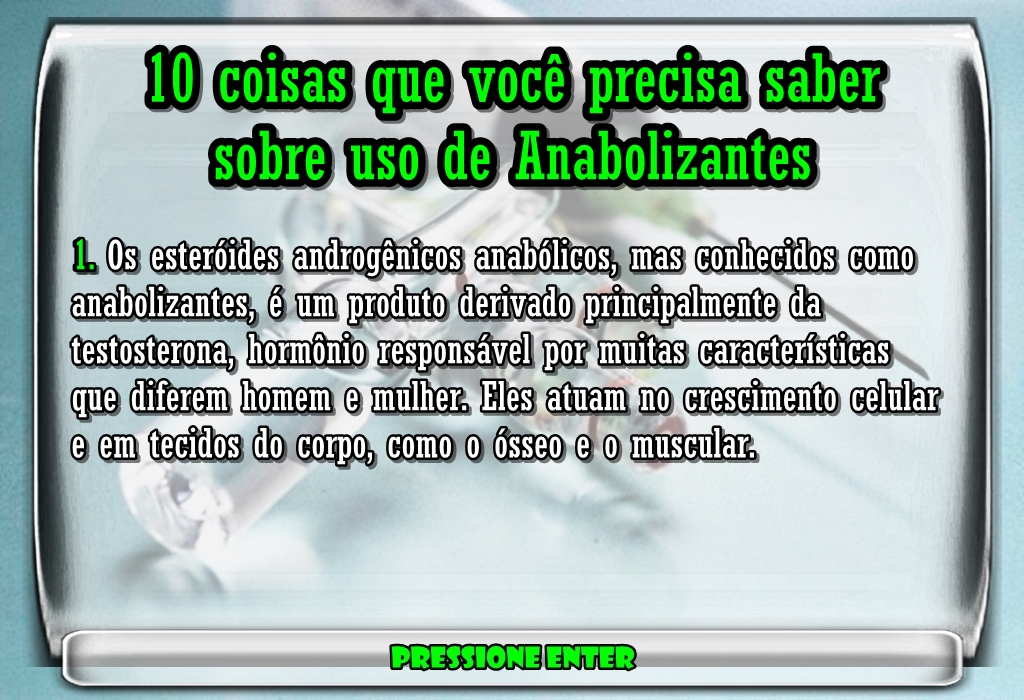 10 coisas que você precisa saber
sobre uso de Anabolizantes
1. Os esteróides androgênicos anabólicos, mas conhecidos como
anabolizantes, é um produto derivado principalmente da
testosterona, hormônio responsável por muitas características
que diferem homem e mulher. Eles atuam no crescimento celular
e em tecidos do corpo, como o ósseo e o muscular.
PRESSIONE ENTER